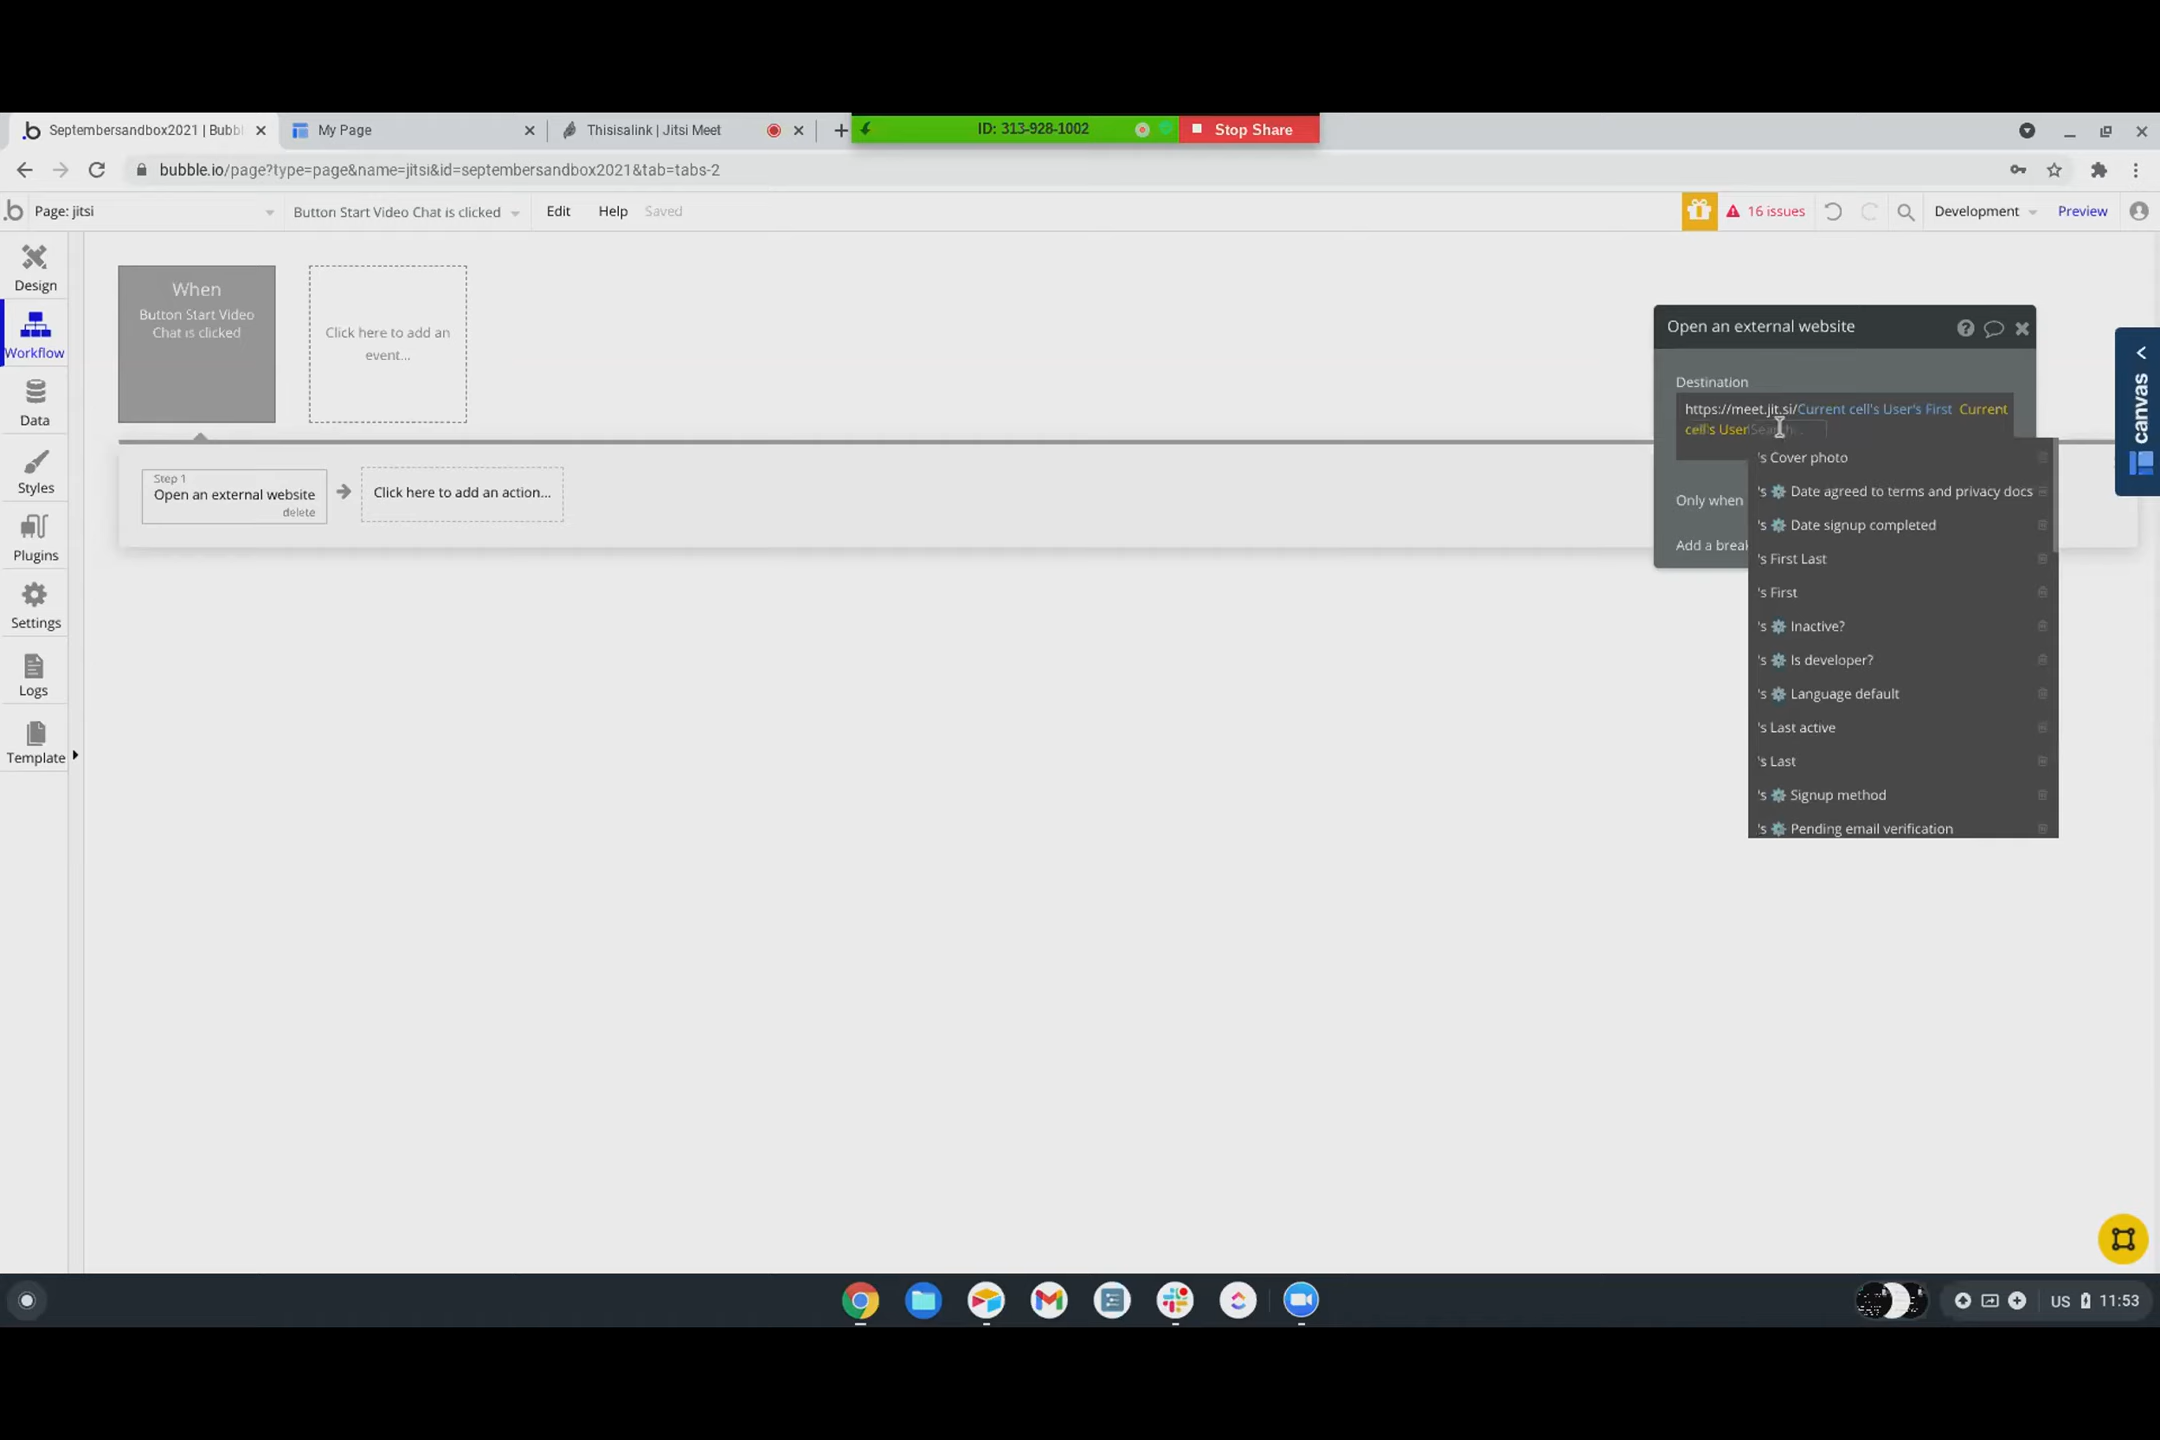 Septembersandbox2021 | Bubbl
My Page
Thisisalink | Jitsi Meet
ID: 313-928-1002
Stop Share
bubble.io/page?type=page&name=jitsi&id=septembersandbox2021&tab=tabs-2
Page: jitsi
Button Start Video Chat is clicked
Edit
Help
Saved
16 issues
Development
Preview
Design
Workflow
Data
Styles
Plugins
Settings
Logs
Template
When
Button Start Video
Chat is clicked
Click here to add an
event...
Step 1
Open an external website
delete
Click here to add an action...
Open an external website
Destination
https://meet.jit.si/Current cell's User's First Current
cell's User
Only when
Add a break
's Cover photo
's Date agreed to terms and privacy docs
's Date signup completed
's First Last
's First
's Inactive?
's Is developer?
's Language default
's Last active
's Last
's Signup method
's Pending email verification
canvas
US
11:53